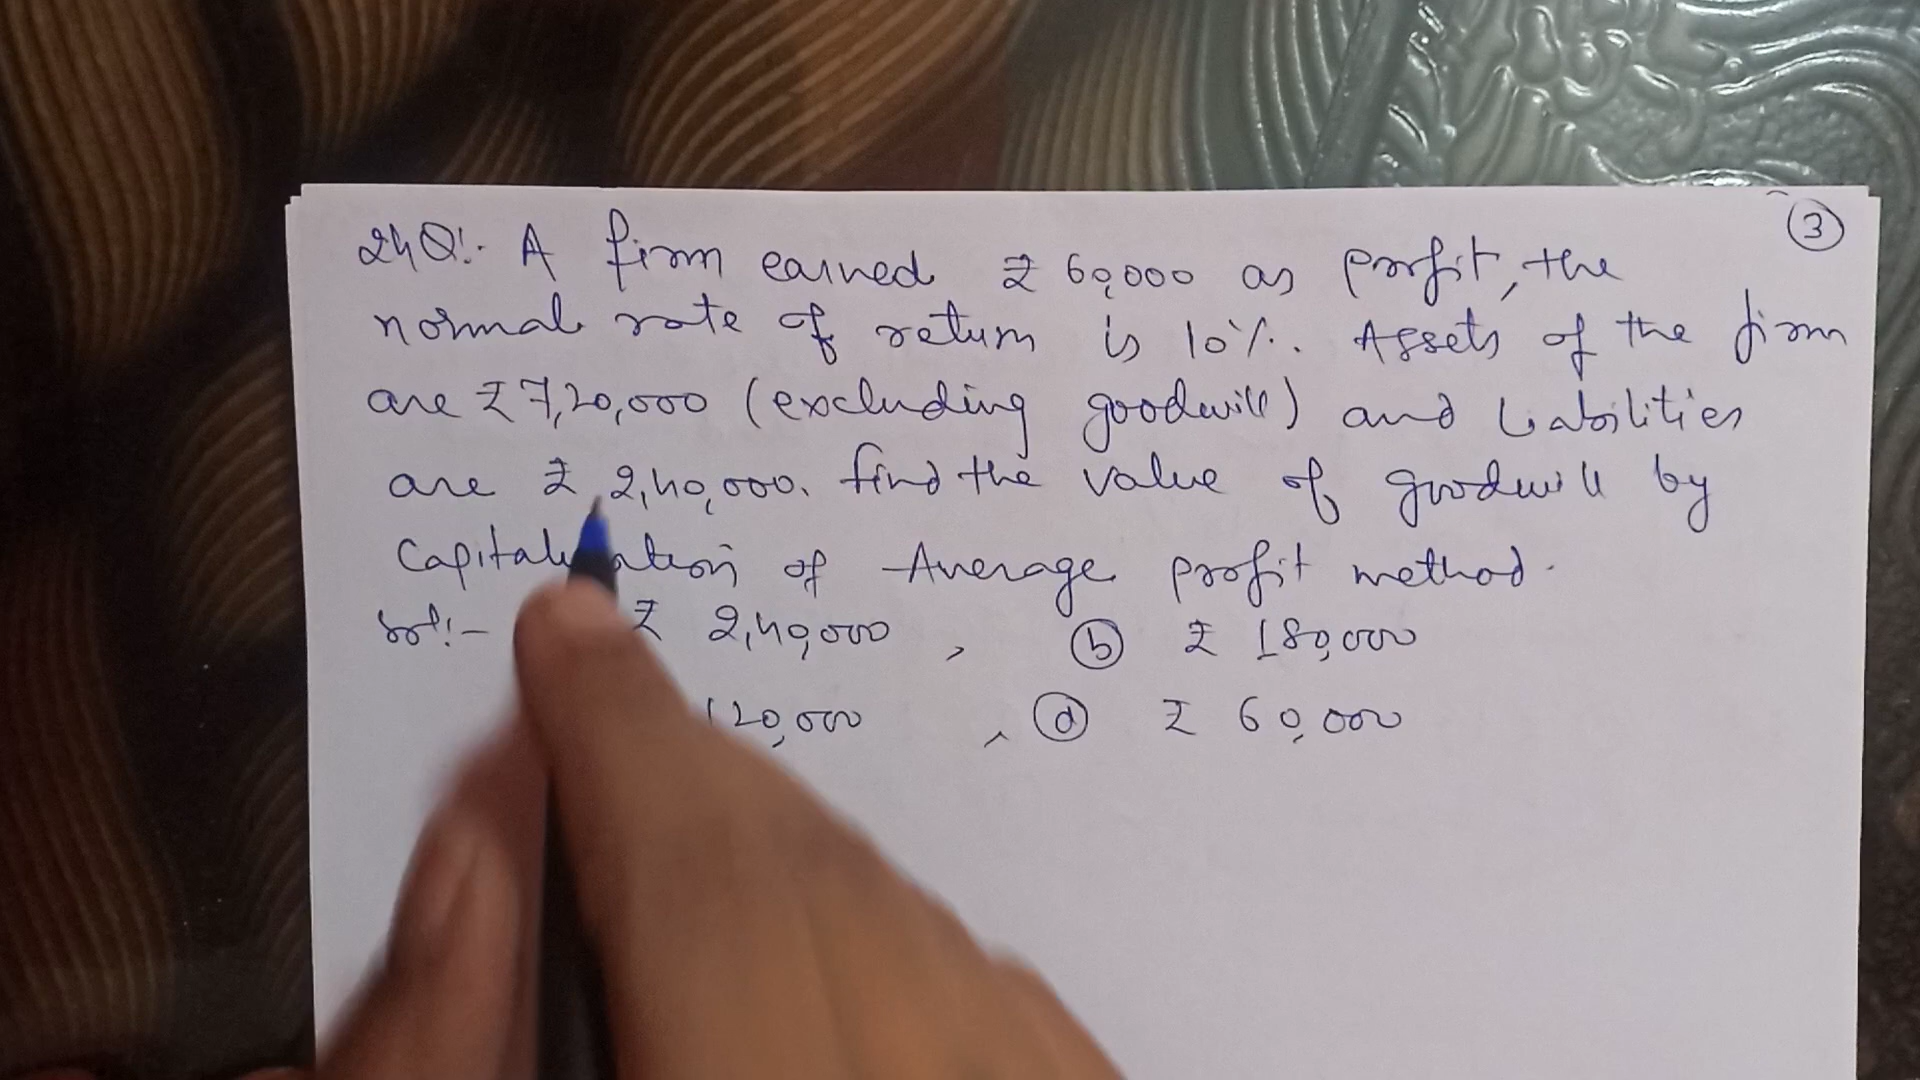 3
24Q:- A firm earned ₹ 60,000 as profit, the
normal rate of return is 10%. Assets of the firm
are ₹ 7,20,000 (excluding goodwill) and Liabilities
are ₹ 2,40,000. find the value of goodwill by
of Average profit method.
sol:- ₹ 2,40,000 , (b) ₹ 180,000
120,000 , (d) ₹ 60,000